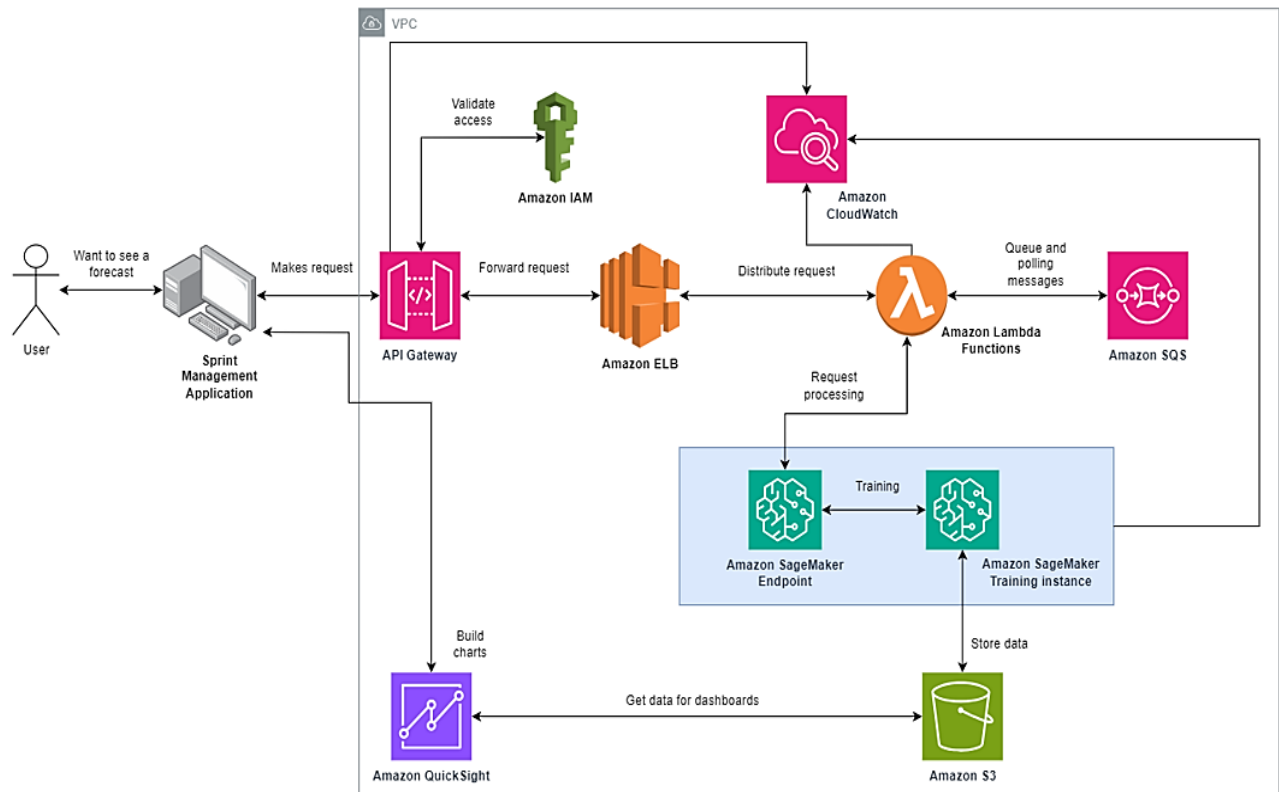 VPC
Validate
access
Amazon IAM
Amazon
CloudWatch
Want to see a
forecast
User
Sprint
Management
Application
Makes request
API Gateway
Forward request
Amazon ELB
Distribute request
Amazon Lambda
Functions
Queue and
polling
messages
Amazon SQS
Request
processing
Training
Amazon SageMaker
Endpoint
Amazon SageMaker
Training instance
Build
charts
Store data
Get data for dashboards
Amazon QuickSight
Amazon S3